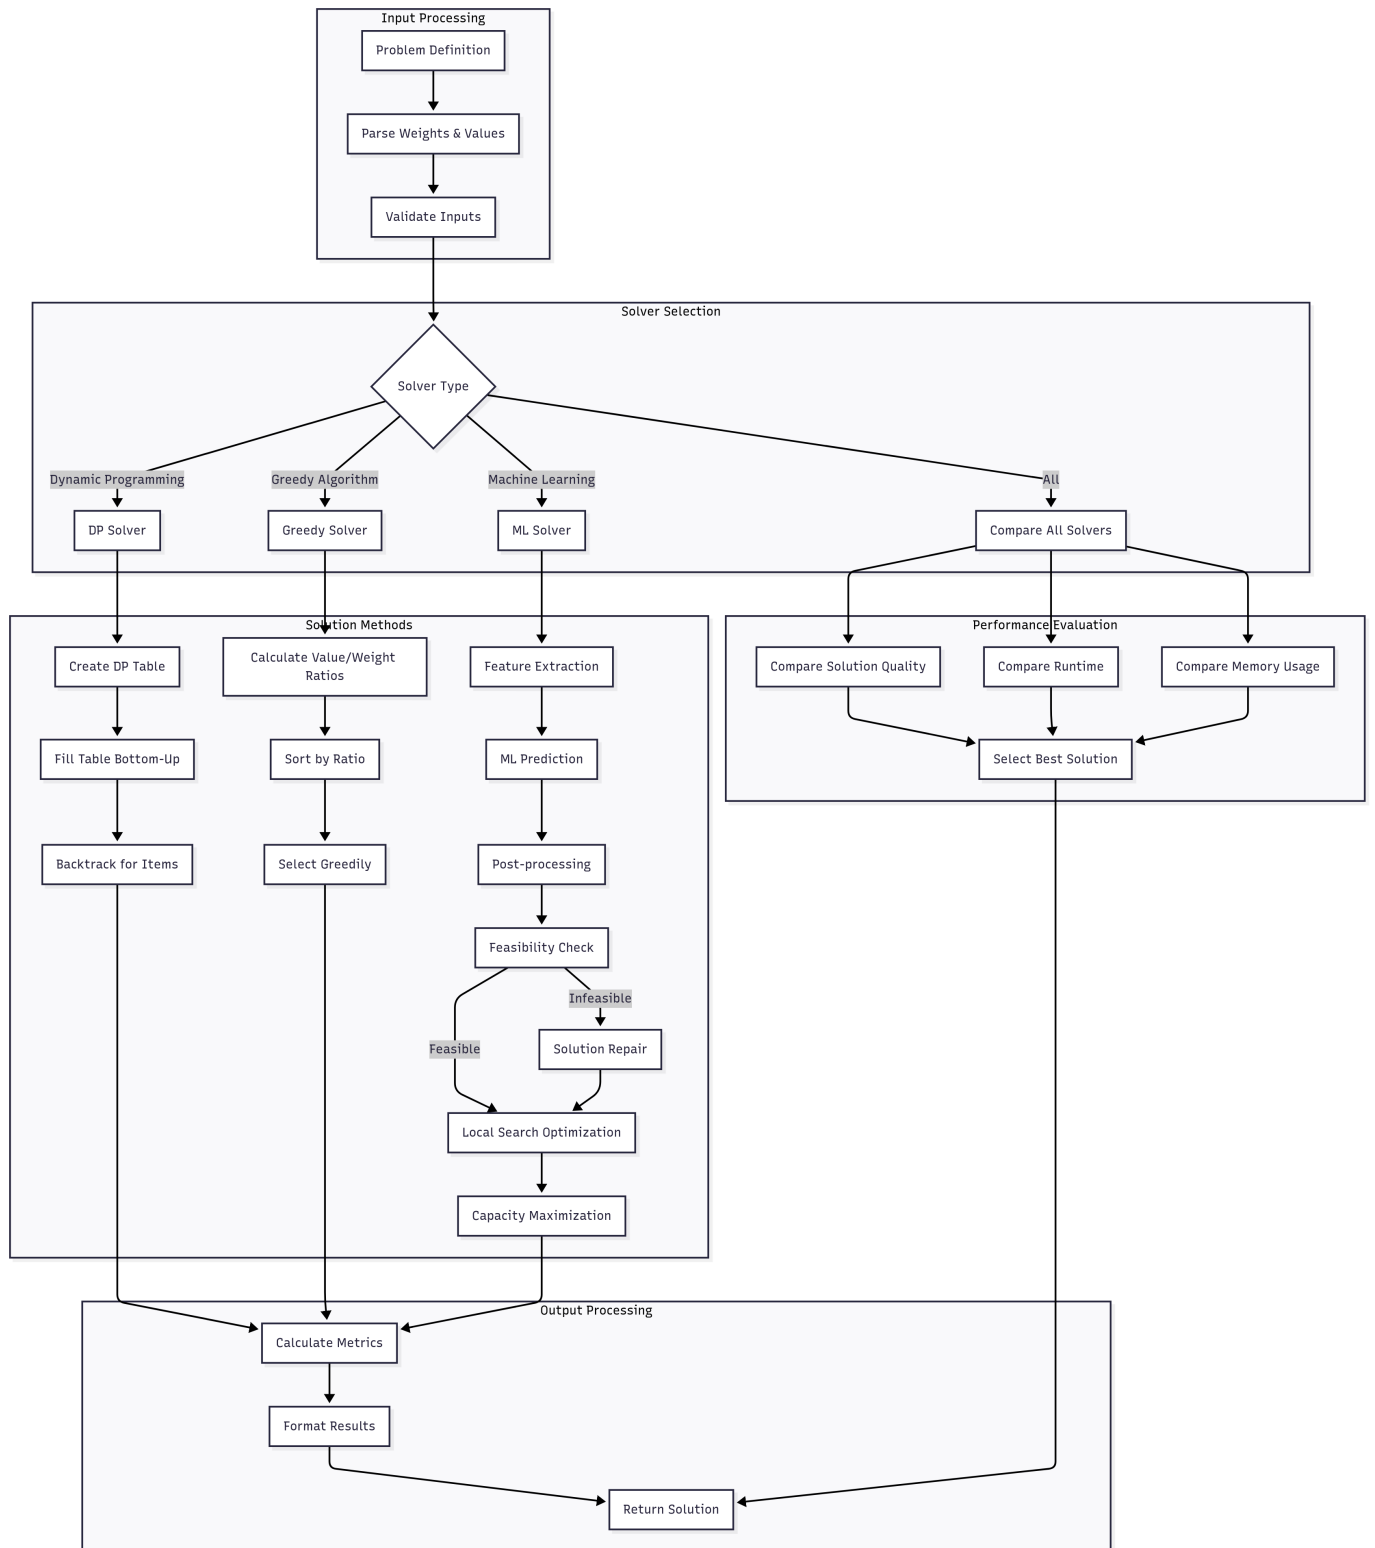 Input Processing
Problem Definition
Parse Weights & Values
Validate Inputs
Solver Selection
Solver Type
Dynamic Programming
Greedy Algorithm
Machine Learning
All
DP Solver
Greedy Solver
ML Solver
Compare All Solvers
Solution Methods
Performance Evaluation
Create DP Table
Calculate Value/Weight
Ratios
Feature Extraction
Compare Solution Quality
Compare Runtime
Compare Memory Usage
Fill Table Bottom-Up
Sort by Ratio
ML Prediction
Select Best Solution
Backtrack for Items
Select Greedily
Post-processing
Feasibility Check
Infeasible
Feasible
Solution Repair
Local Search Optimization
Capacity Maximization
Output Processing
Calculate Metrics
Format Results
Return Solution